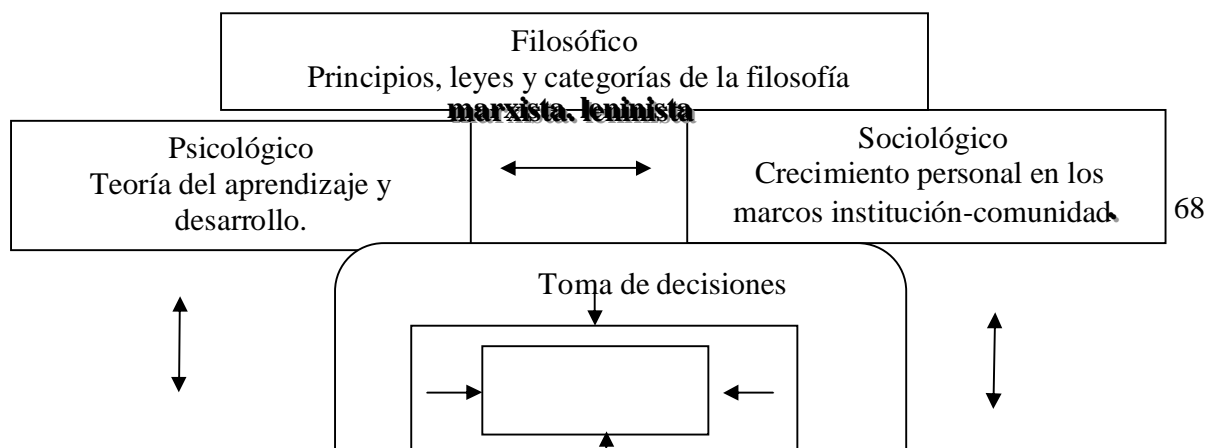 Filosófico
Principios, leyes y categorías de la filosofía
marxista. leninista
Psicológico
Teoría del aprendizaje y
desarrollo.
Sociológico
Crecimiento personal en los
marcos institución-comunidad.
68
Toma de decisiones